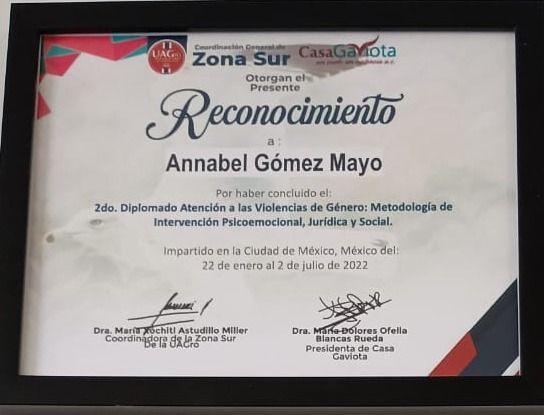 UAGro
Coordinación General de
Zona Sur
CasaGaviota
Otorgan el
Presente
Reconocimiento
a :
Annabel Gómez Mayo
Por haber concluido el:
2do. Diplomado Atención a las Violencias de Género: Metodología de
Intervención Psicoemocional, Jurídica y Social.
Impartido en la Ciudad de México, México del:
22 de enero al 2 de julio de 2022
Dra. María Xochitl Astudillo Miller
Coordinadora de la Zona Sur
De la UAGro
Dra. María Dolores Ofelia
Blancas Rueda
Presidenta de Casa
Gaviota